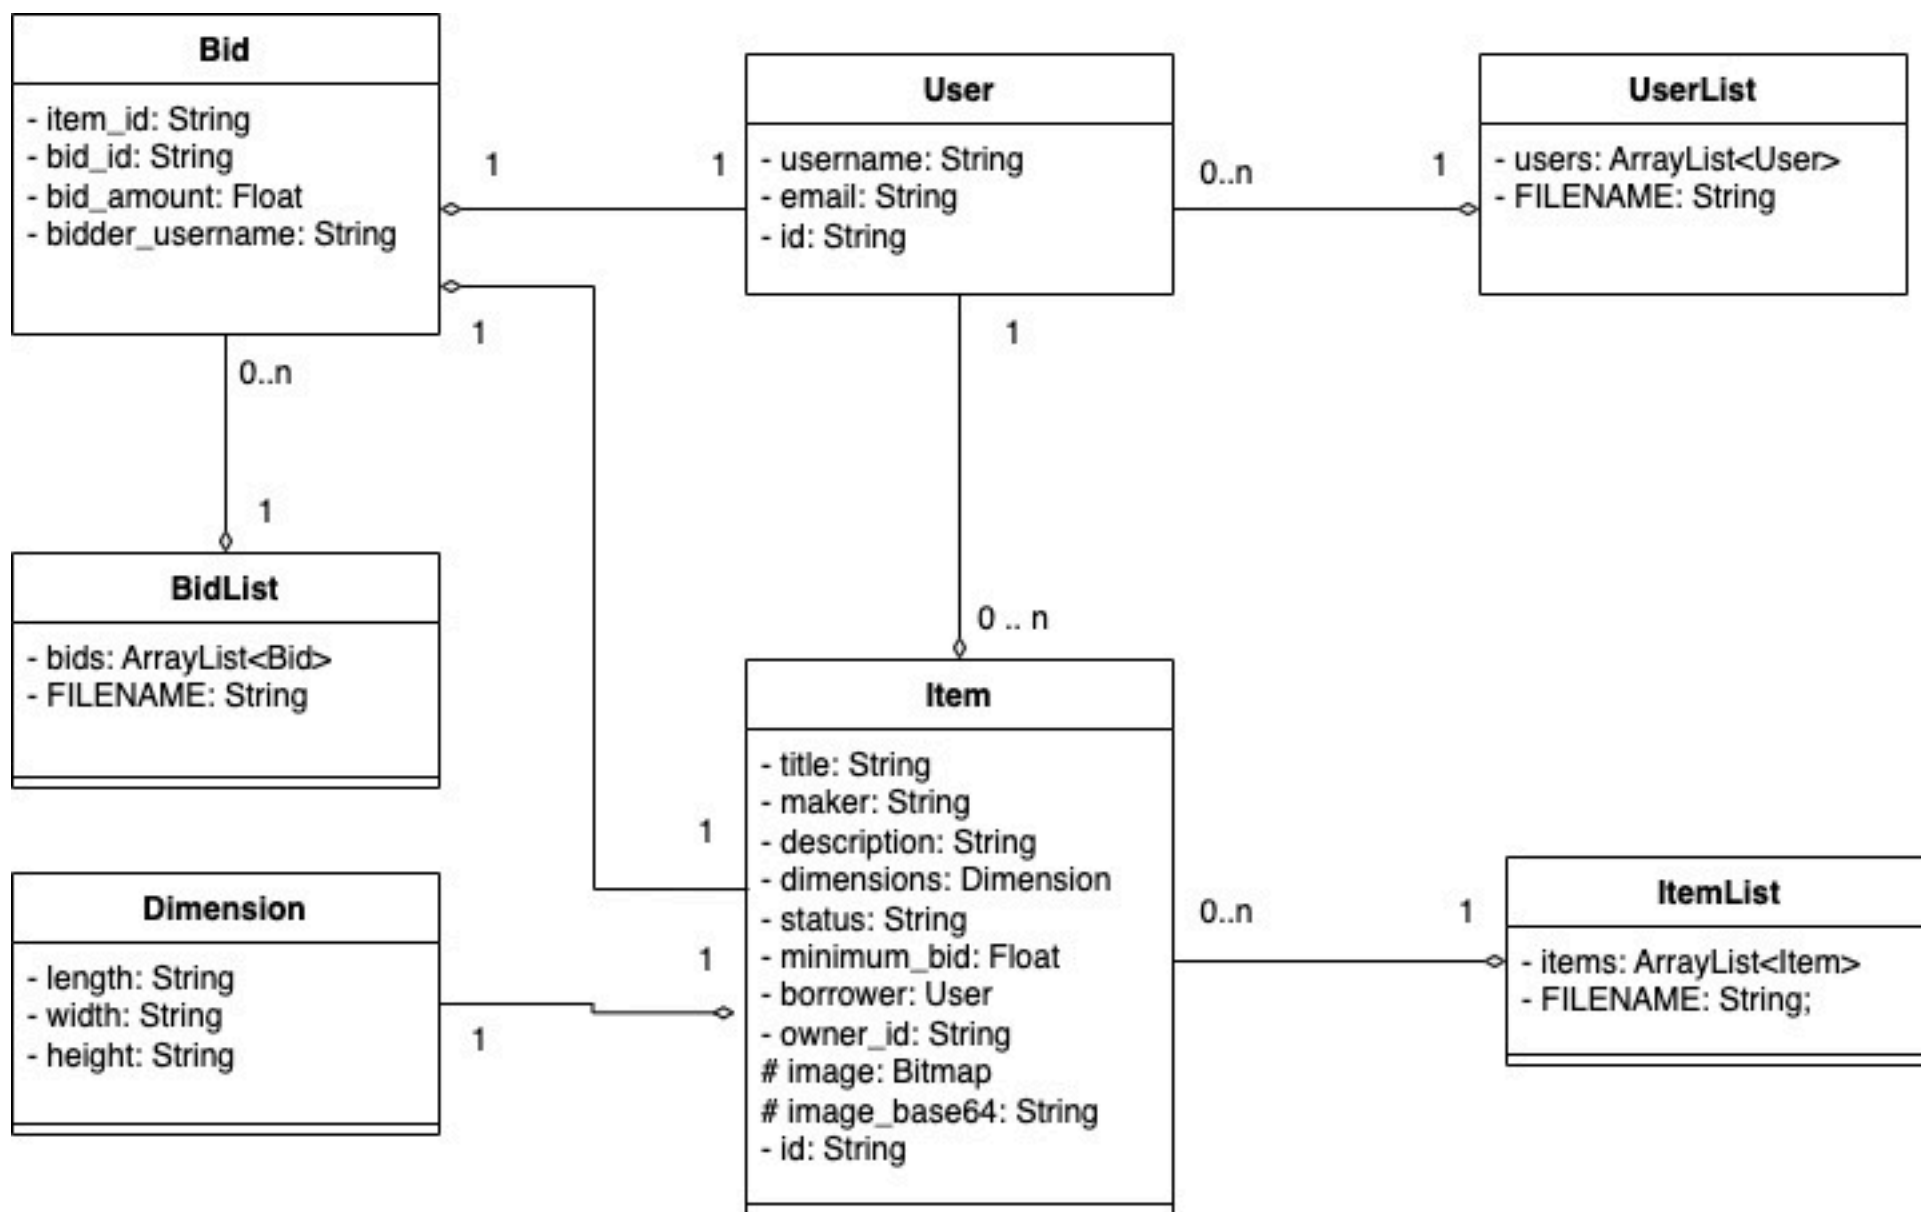 Bid
- item_id: String
- bid_id: String
- bid_amount: Float
- bidder_username: String
1
1
User
- username: String
- email: String
- id: String
0..n
1
UserList
- users: ArrayList<User>
- FILENAME: String
1
0..n
1
1
0 .. n
BidList
- bids: ArrayList<Bid>
- FILENAME: String
Item
- title: String
- maker: String
- description: String
- dimensions: Dimension
- status: String
- minimum_bid: Float
- borrower: User
- owner_id: String
# image: Bitmap
# image_base64: String
- id: String
1
1
Dimension
- length: String
- width: String
- height: String
1
0..n
1
ItemList
- items: ArrayList<Item>
- FILENAME: String;